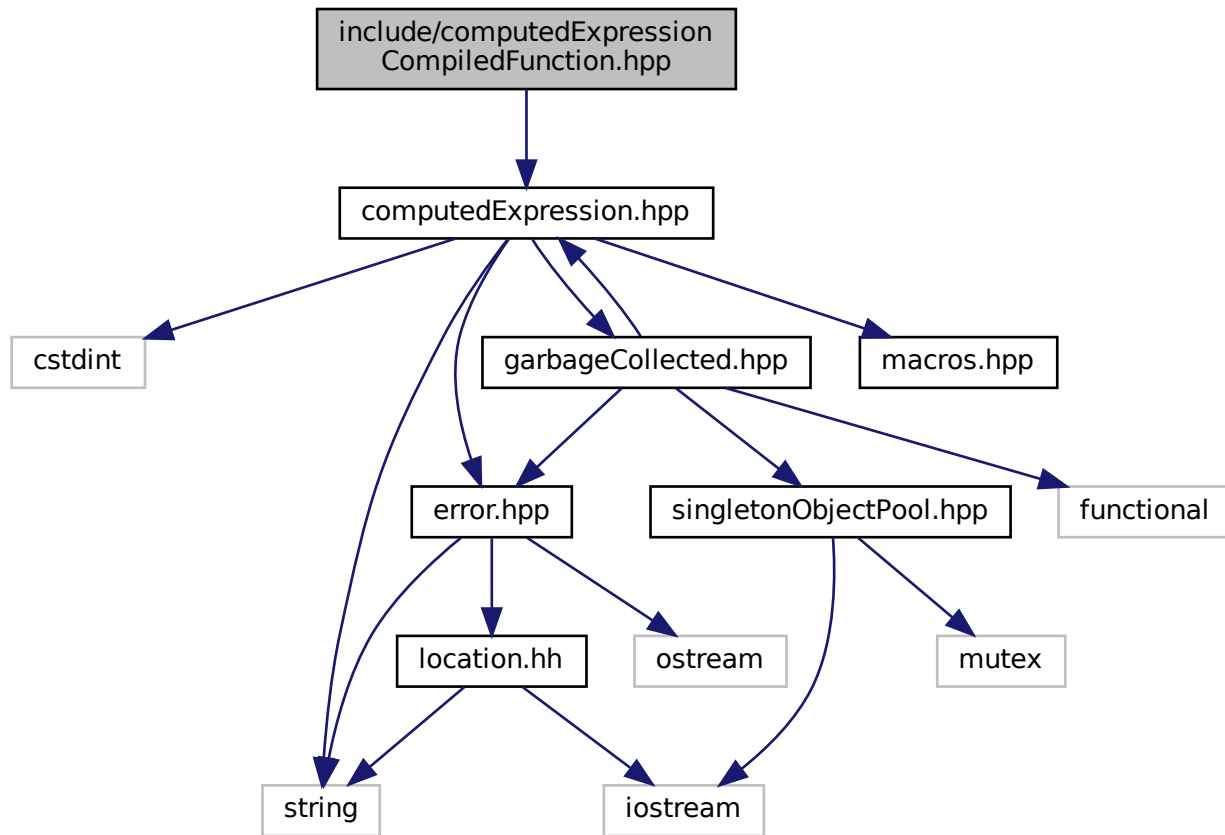 include/computedExpression
CompiledFunction.hpp
computedExpression.hpp
cstdint
garbageCollected.hpp
macros.hpp
error.hpp
singletonObjectPool.hpp
functional
location.hh
ostream
mutex
string
iostream